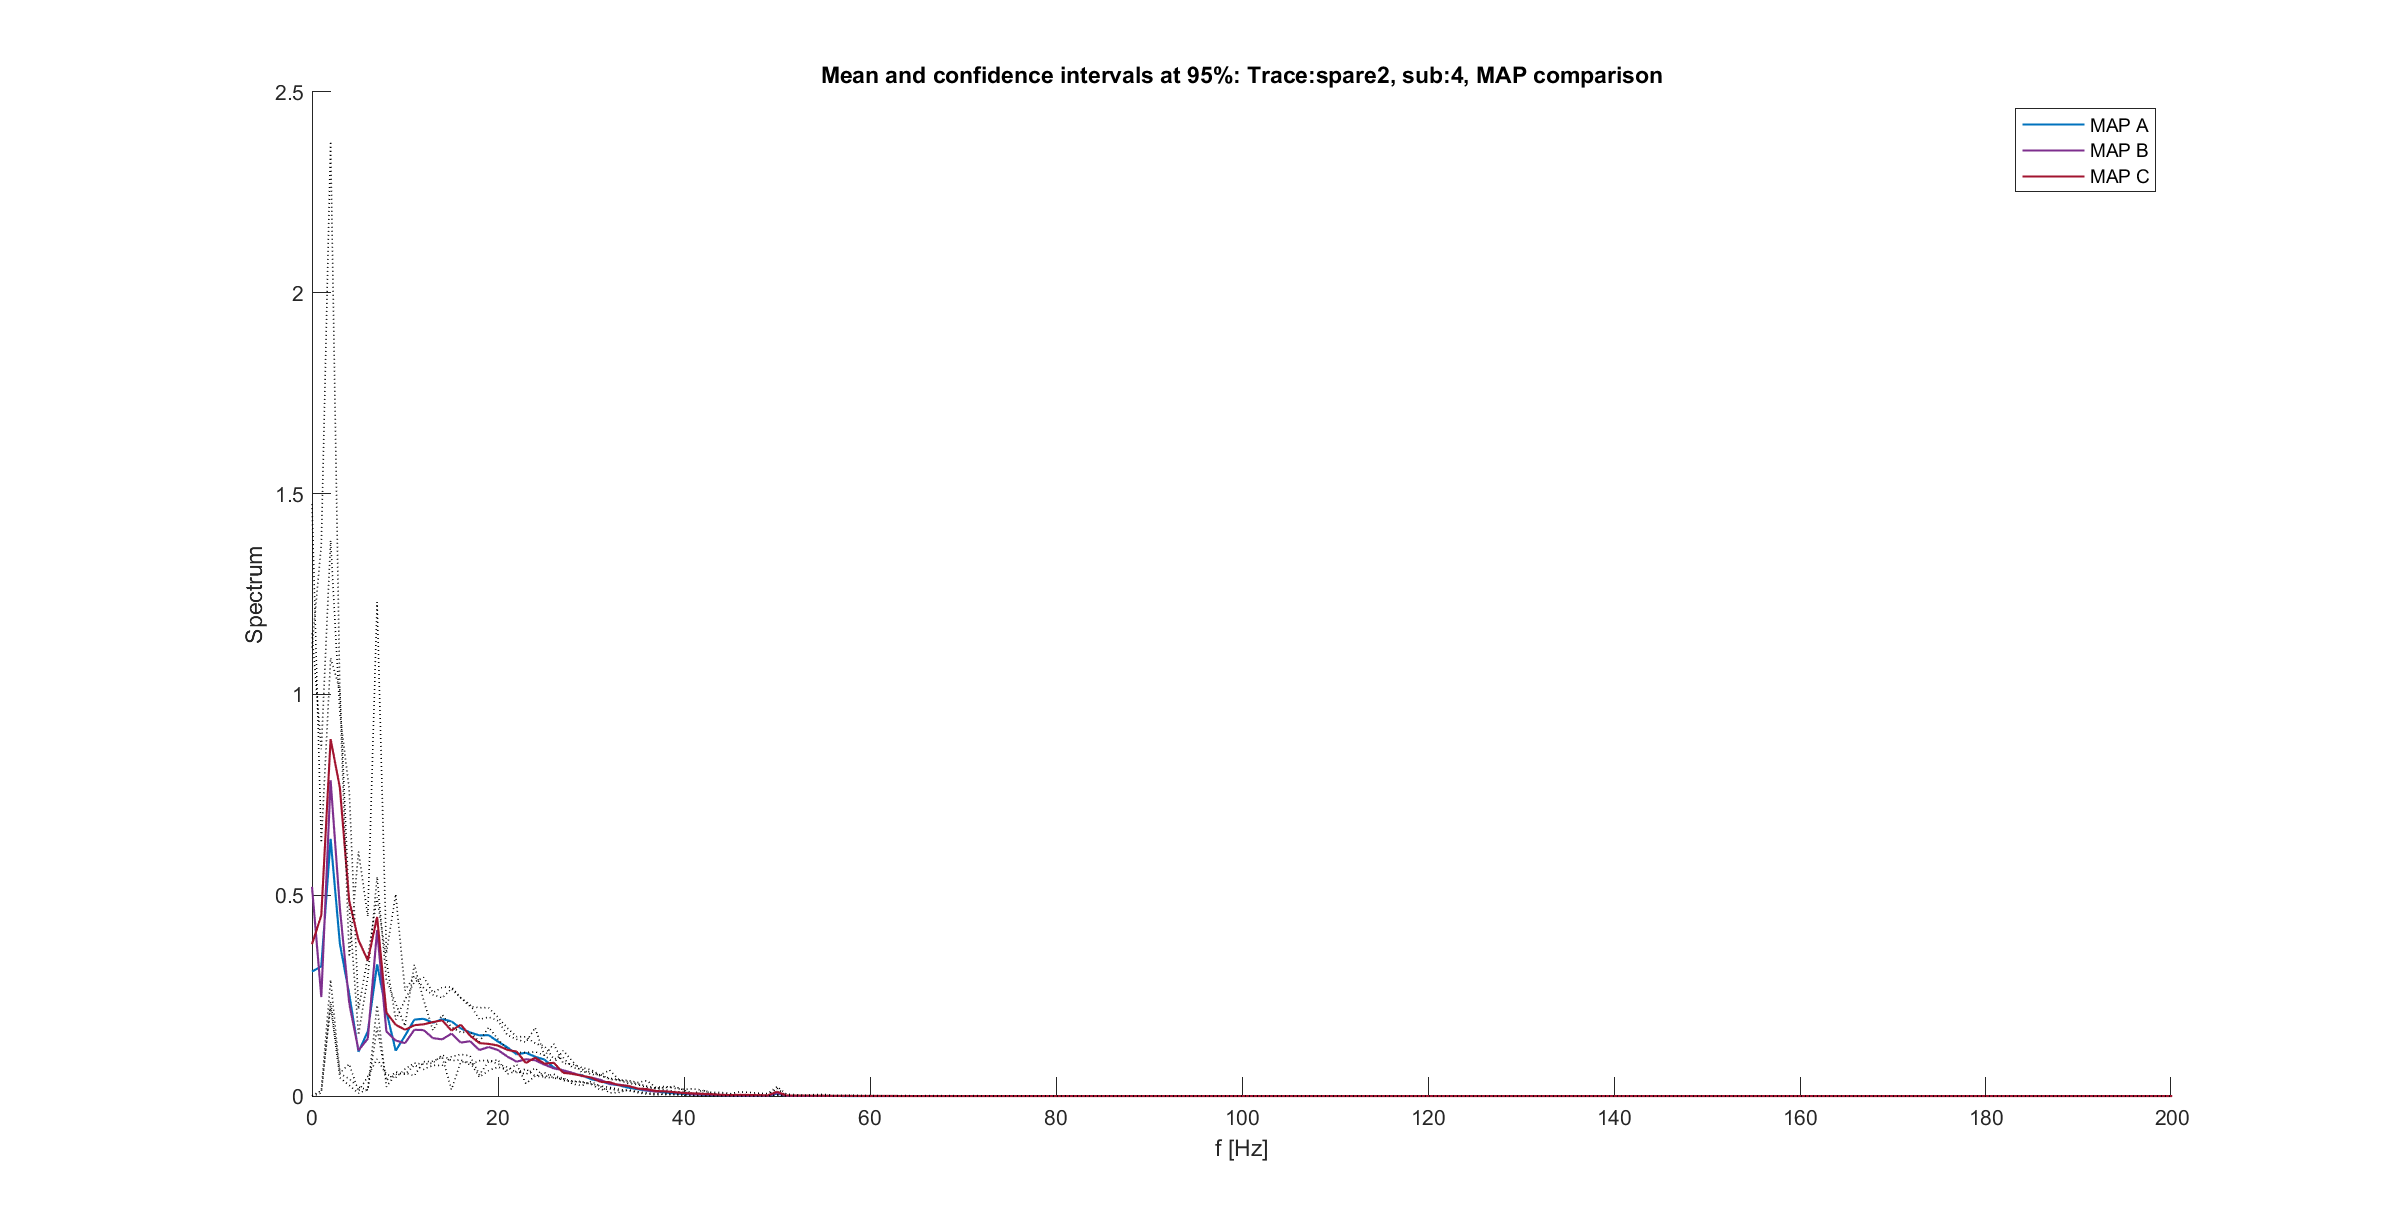 Mean and confidence intervals at 95%: Trace:spare2, sub:4, MAP comparison
2.5
2
1.5
1
0.5
0
Spectrum
MAP A
MAP B
MAP C
0 20 40 60 80 100 120 140 160 180 200
f [Hz]